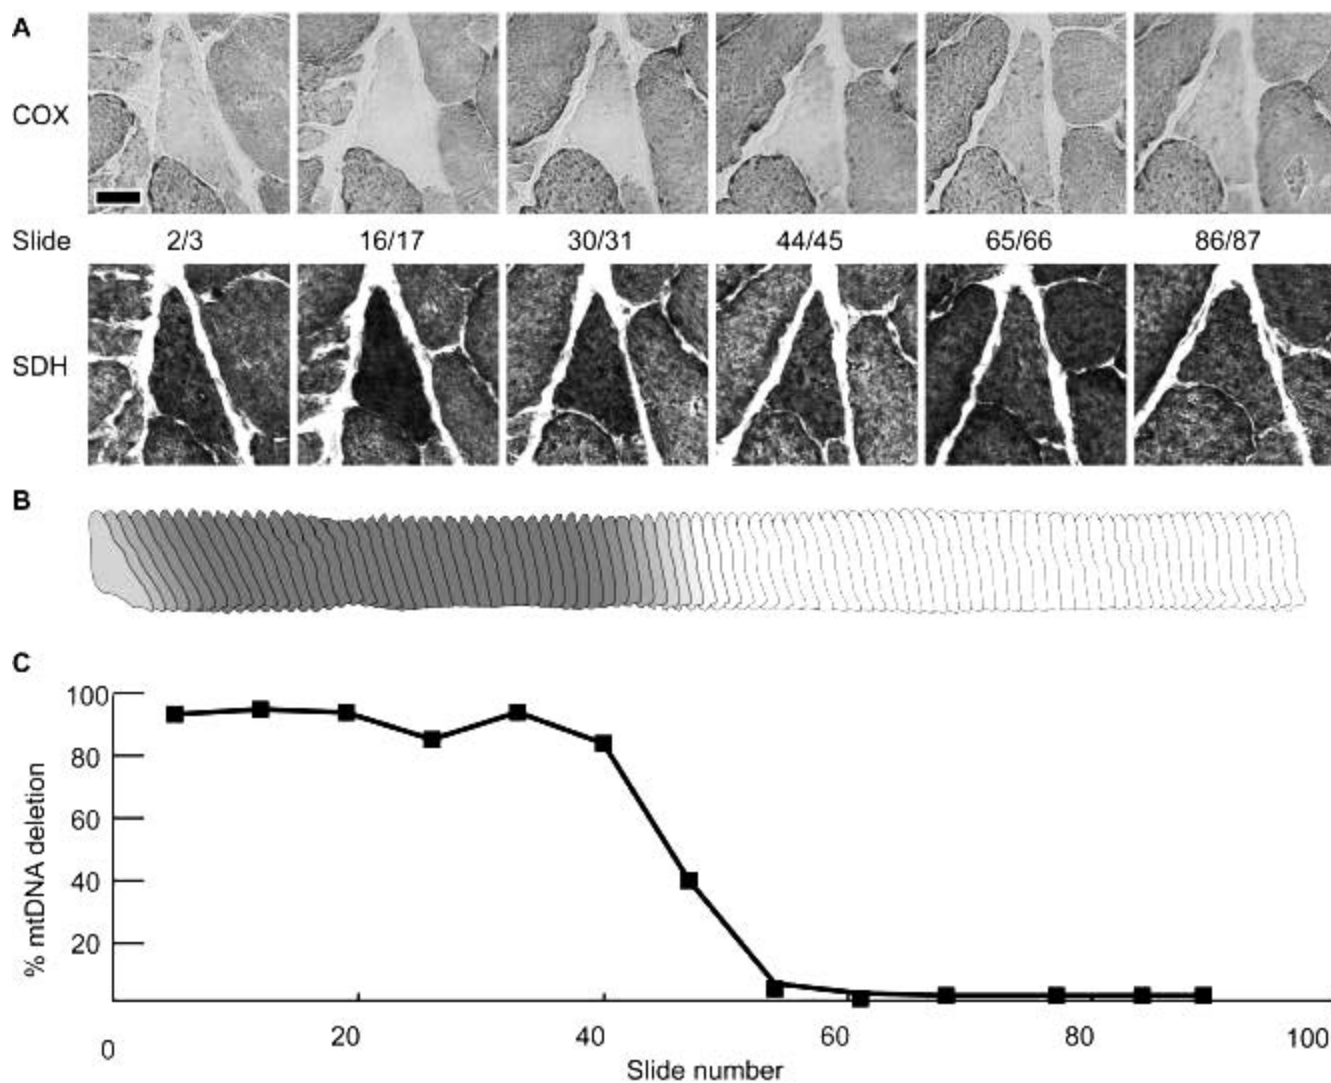 A
COX
Slide 2/3 16/17 30/31 44/45 65/66 86/87
SDH
B
C
100
80
60
40
20
% mtDNA deletion
0 20 40 60 80 100
Slide number